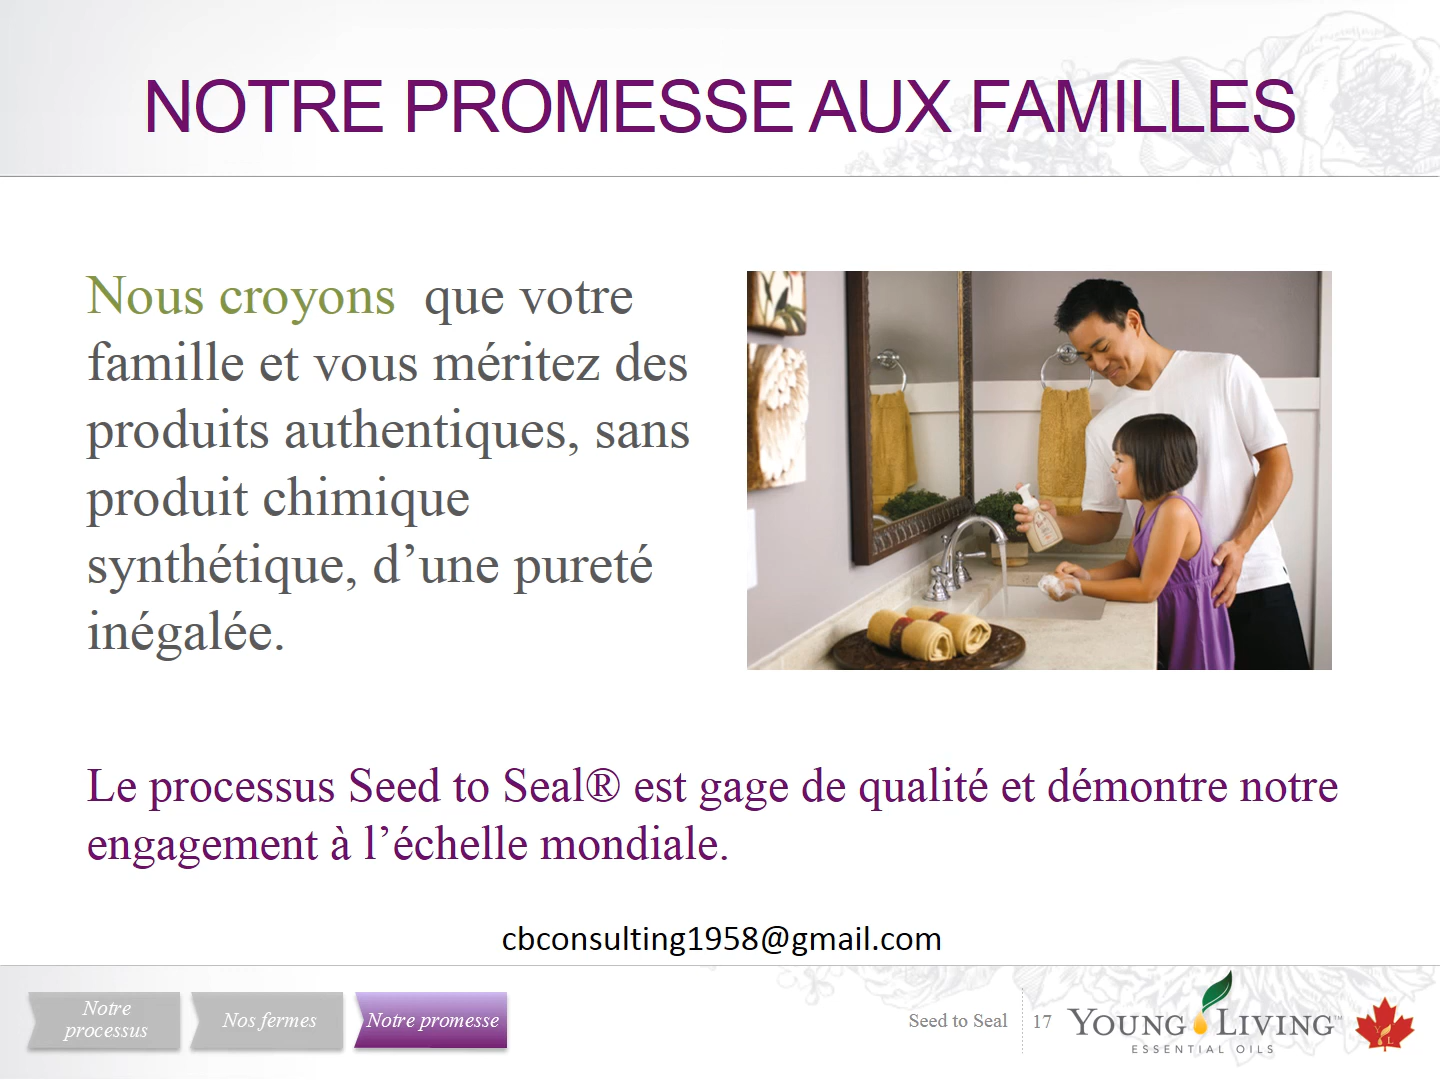 NOTRE PROMESSE AUX FAMILLES
Nous croyons que votre
famille et vous méritez des
produits authentiques, sans
produit chimique
synthétique, d’une pureté
inégalée.
Le processus Seed to Seal® est gage de qualité et démontre notre
engagement à l’échelle mondiale.
cbconsulting1958@gmail.com
Notre
processus
Nos fermes
Notre promesse
Seed to Seal
17
YOUNG LIVING™
ESSENTIAL OILS
YL